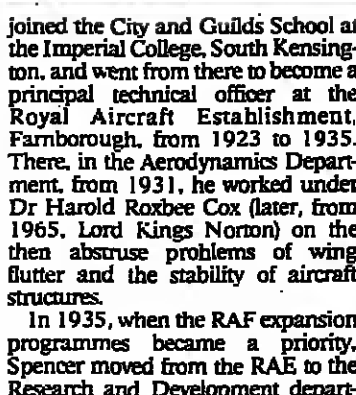 joined the City and Guilds School at
the Imperial College, South Kensing-
ton, and went from there to become a
principal technical officer at the
Royal Aircraft Establishment,
Farnborough, from 1923 to 1935.
There, in the Aerodynamics Depart-
ment, from 1931, he worked under
Dr Harold Roxbee Cox (later, from
1965, Lord Kings Norton) on the
then abstruse problems of wing
flutter and the stability of aircraft
structures.
In 1935, when the RAF expansion
programmes became a priority,
Spencer moved from the RAE to the
Research and Development depart-